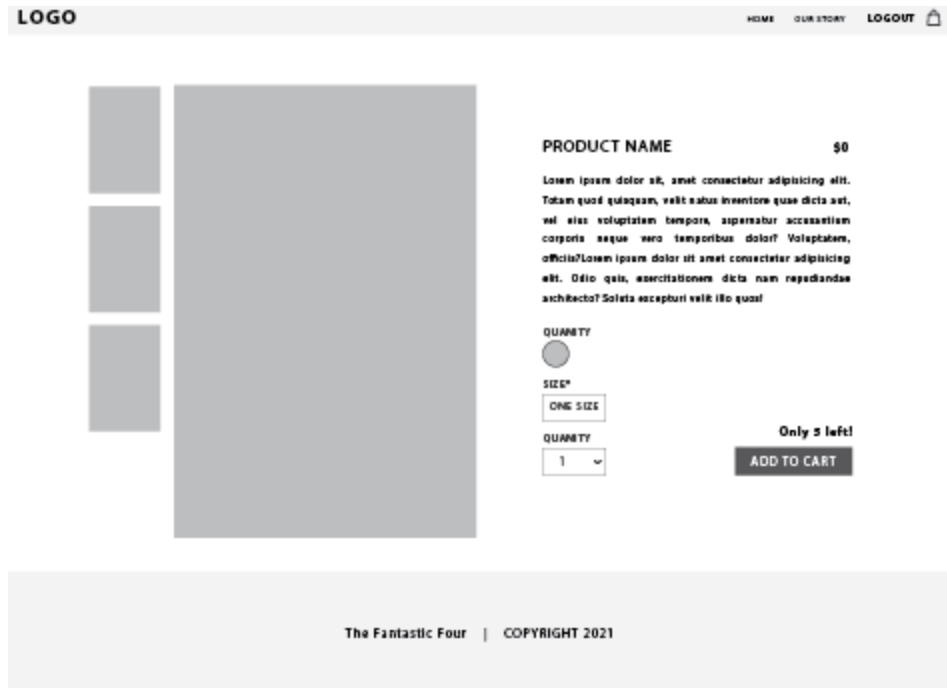 LOGO
HOME OUR STORY LOGOUT
PRODUCT NAME $0
Lorem ipsum dolor sit, amet consectetur adipisicing elit.
Totam quod quisquam, velit natus inventore quae dicta aut,
vel eius voluptatem tempore, aspernatur accusantium
corporis neque vero temporibus dolor? Voluptatem,
officiis?Lorem ipsum dolor sit amet consectetur adipisicing
elit. Odio quis, exercitationem dicta nam repudiandae
architecto? Soluta excepturi velit illo quos!
QUANITY
SIZE*
ONE SIZE
QUANITY
1
Only 5 left!
ADD TO CART
The Fantastic Four | COPYRIGHT 2021